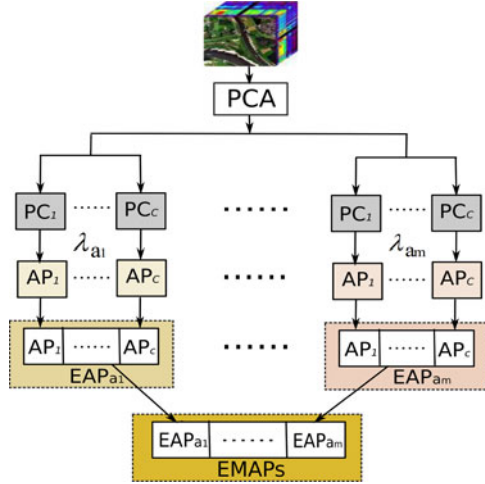 PCA
PC1 ...... PCC ...... PC1 ...... PCC
λa1 λam
AP1 ...... APC ...... AP1 ...... APC
AP1 ...... APc ...... AP1 ...... APc
EAPa1 EAPam
EAPa1 ...... EAPam
EMAPs